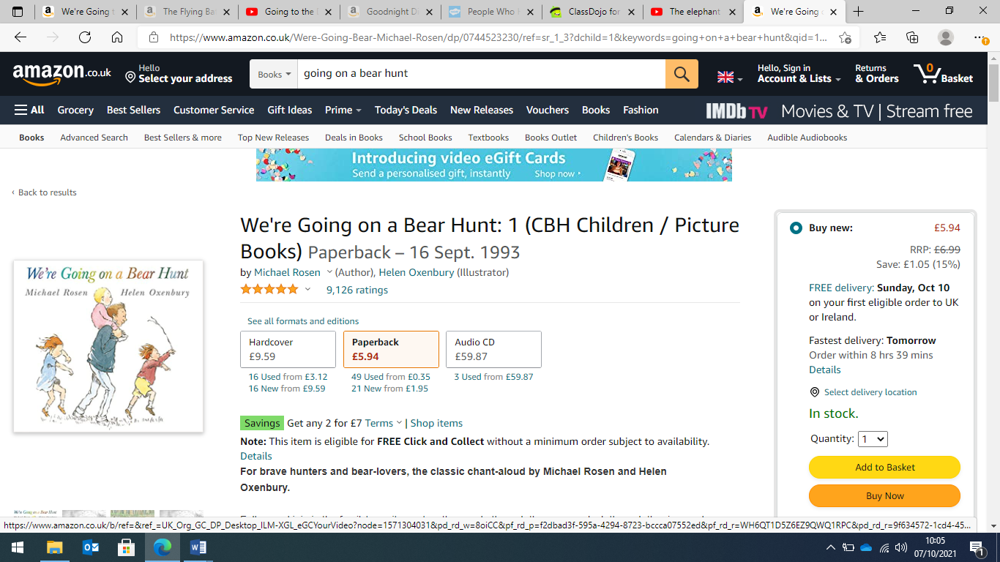 We're Going t
The Flying Ba
Going to the
Goodnight D
People Who
ClassDojo for
The elephant
We're Going
https://www.amazon.co.uk/Were-Going-Bear-Michael-Rosen/dp/0744523230/ref=sr_1_3?dchild=1&keywords=going+on+a+bear+hunt&qid=1...
amazon.co.uk
Hello
Select your address
Books
going on a bear hunt
Hello, Sign in
Account & Lists
Returns
& Orders
0
Basket
All Grocery Best Sellers Customer Service Gift Ideas Prime Today's Deals New Releases Vouchers Books Fashion
IMDb TV Movies & TV | Stream free
Books Advanced Search Best Sellers & more Top New Releases Deals in Books School Books Textbooks Books Outlet Children's Books Calendars & Diaries Audible Audiobooks
Introducing video eGift Cards
Send a personalised gift, instantly Shop now ›
‹ Back to results
We're Going on a Bear Hunt
Michael Rosen Helen Oxenbury
We're Going on a Bear Hunt: 1 (CBH Children / Picture
Books) Paperback – 16 Sept. 1993
by Michael Rosen (Author), Helen Oxenbury (Illustrator)
9,126 ratings
See all formats and editions
Hardcover
£9.59
16 Used from £3.12
16 New from £9.59
Paperback
£5.94
49 Used from £0.35
21 New from £1.95
Audio CD
£59.87
3 Used from £59.87
Savings Get any 2 for £7 Terms | Shop items
Note: This item is eligible for FREE Click and Collect without a minimum order subject to availability.
Details
For brave hunters and bear-lovers, the classic chant-aloud by Michael Rosen and Helen
Oxenbury.
Buy new: £5.94
RRP: £6.99
Save: £1.05 (15%)
FREE delivery: Sunday, Oct 10
on your first eligible order to UK
or Ireland.
Fastest delivery: Tomorrow
Order within 8 hrs 39 mins
Details
Select delivery location
In stock.
Quantity: 1
Add to Basket
Buy Now
We're Going on a Bear Hunt
https://www.amazon.co.uk/b/ref=&ref_=UK_Org_GC_DP_Desktop_ILM-XGL_eGCYourVideo?node=1571304031&pd_rd_w=8oiCC&pf_rd_p=f2dbad3f-595a-4294-8723-bccca07552ed&pf_rd_r=WH6QT1D5Z6EZ9QWQ1RPC&pd_rd_r=9f634572-1cd4-45...
10:05
07/10/2021
1